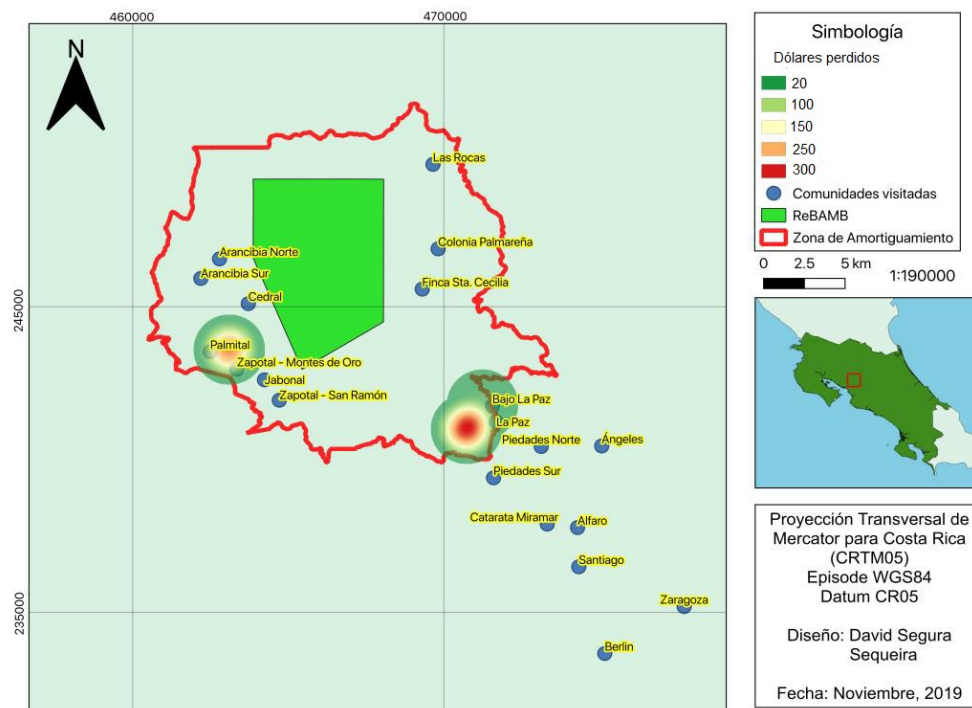 460000
470000
N
Las Rocas
Colonia Palmareña
Arancibia Norte
Arancibia Sur
Finca Sta. Cecilia
Cedral
245000
Palmital
Zapotal - Montes de Oro
Jabonal
Zapotal - San Ramón
Bajo La Paz
La Paz
Piedades Norte
Ángeles
Piedades Sur
Catarata Miramar
Alfaro
Santiago
Zaragoza
235000
Berlin
Simbología
Dólares perdidos
20
100
150
250
300
Comunidades visitadas
ReBAMB
Zona de Amortiguamiento
0 2.5 5 km
1:190000
Proyección Transversal de
Mercator para Costa Rica
(CRTM05)
Episode WGS84
Datum CR05
Diseño: David Segura
Sequeira
Fecha: Noviembre, 2019